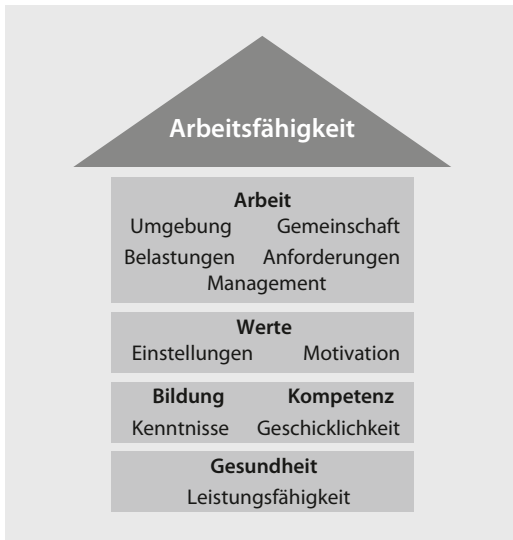 Arbeitsfähigkeit
Arbeit
Umgebung Gemeinschaft
Belastungen Anforderungen
Management
Werte
Einstellungen Motivation
Bildung Kompetenz
Kenntnisse Geschicklichkeit
Gesundheit
Leistungsfähigkeit